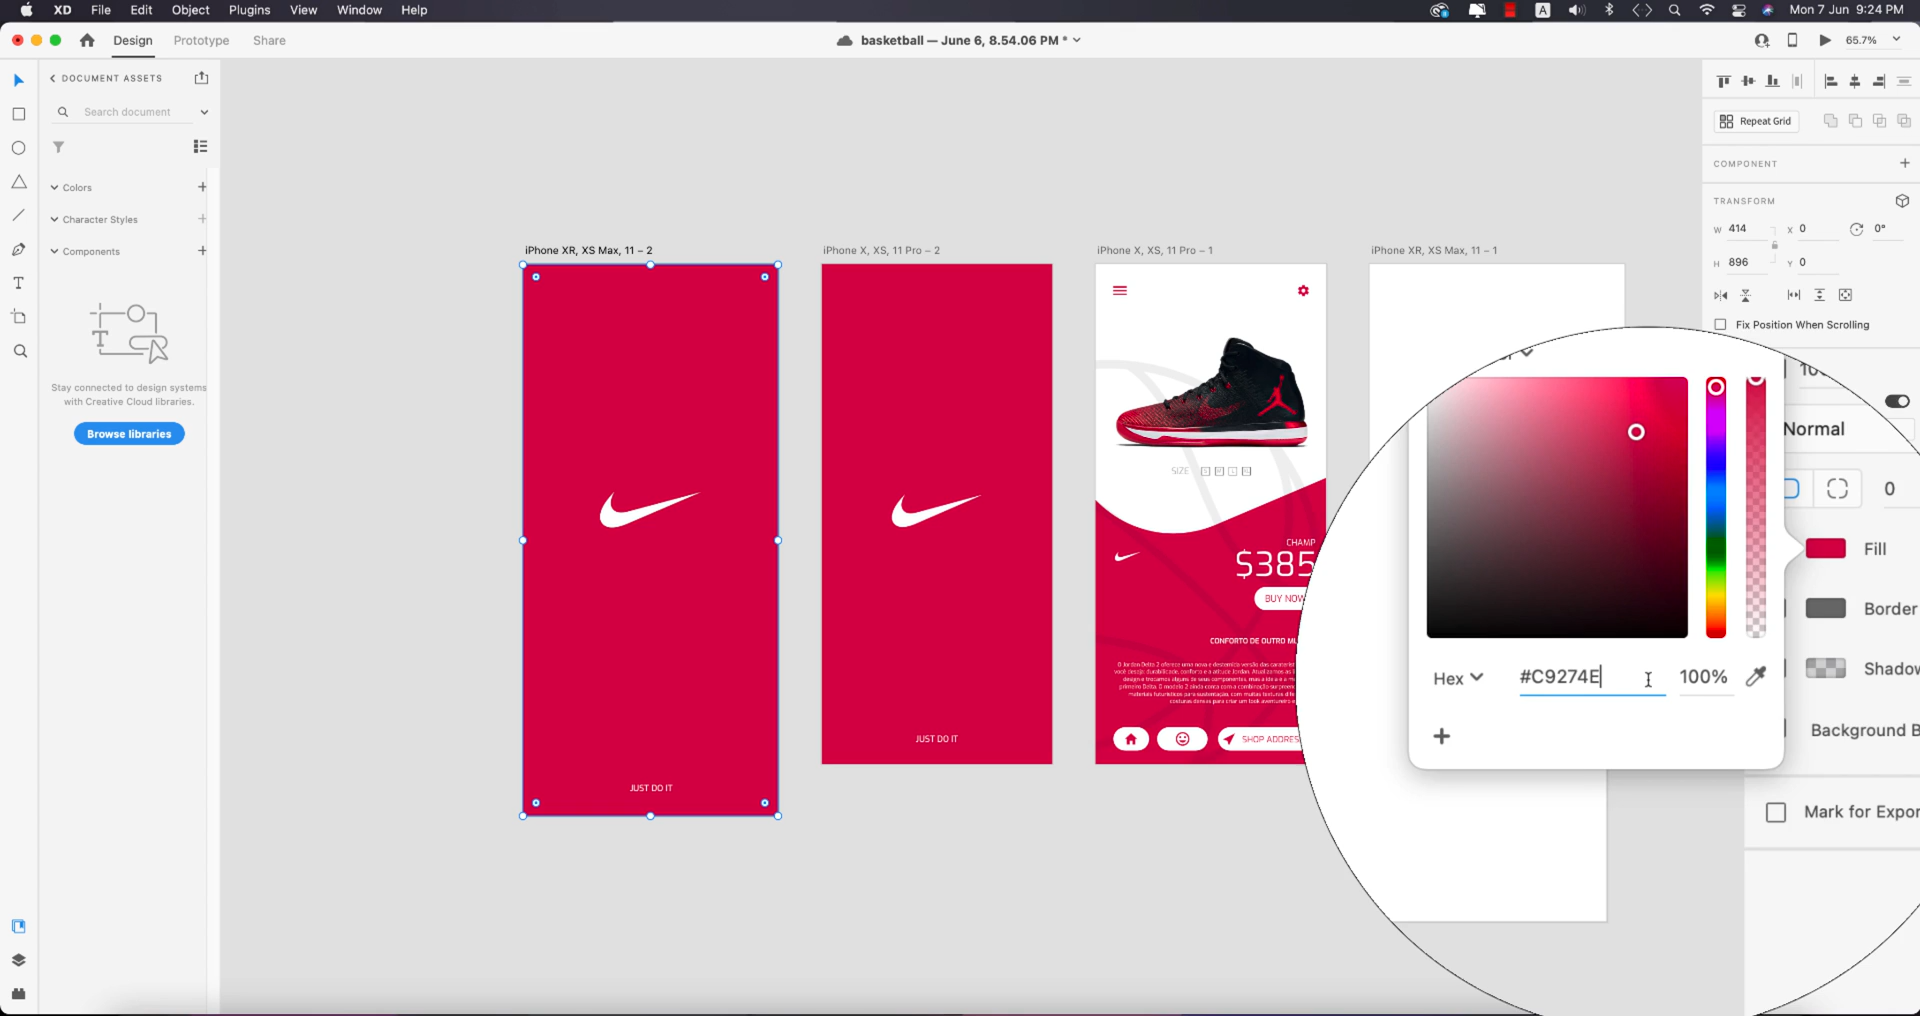 XD File Edit Object Plugins View Window Help
A
Mon 7 Jun 9:24 PM
Design Prototype Share
basketball — June 6, 8.54.06 PM *
65.7%
DOCUMENT ASSETS
Search document
Colors
Character Styles
Components
T
Stay connected to design systems
with Creative Cloud libraries.
Browse libraries
iPhone XR, XS Max, 11 – 2
JUST DO IT
iPhone X, XS, 11 Pro – 2
JUST DO IT
iPhone X, XS, 11 Pro – 1
SIZE
CHAMP
$385
BUY NOW
CONFORTO DE OUTRO MU
SHOP ADDRES
iPhone XR, XS Max, 11 – 1
Repeat Grid
COMPONENT
TRANSFORM
W 414 X 0 0°
H 896 Y 0
Fix Position When Scrolling
Normal
0
Fill
Border
Shadow
Background B
Mark for Expor
Hex #C9274E 100%